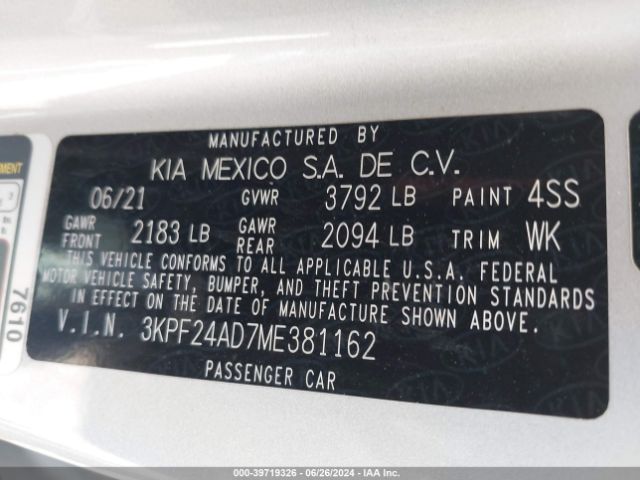 MANUFACTURED BY
KIA MEXICO S.A. DE C.V.
06/21 GVWR 3792 LB PAINT 4SS
GAWR FRONT 2183 LB GAWR REAR 2094 LB TRIM WK
THIS VEHICLE CONFORMS TO ALL APPLICABLE U.S.A. FEDERAL
MOTOR VEHICLE SAFETY, BUMPER, AND THEFT PREVENTION STANDARDS
IN EFFECT ON THE DATE OF MANUFACTURE SHOWN ABOVE.
V.I.N. 3KPF24AD7ME381162
PASSENGER CAR
7610
000-39719326 | 06/26/2024 | IAA Inc.